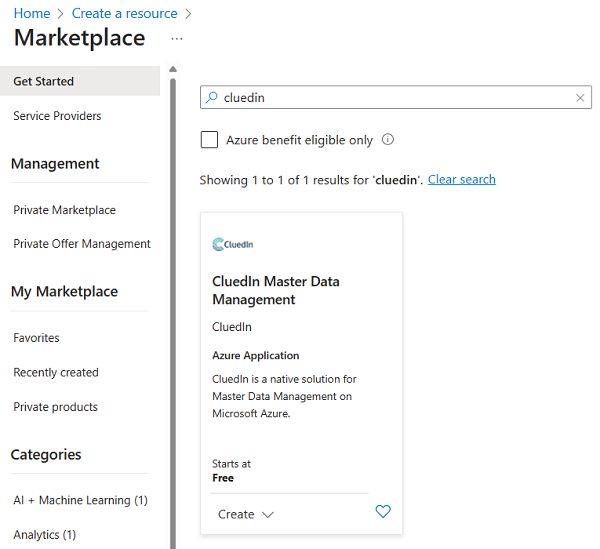 Home > Create a resource >
Marketplace ...
Get Started
Service Providers
Management
Private Marketplace
Private Offer Management
My Marketplace
Favorites
Recently created
Private products
Categories
AI + Machine Learning (1)
Analytics (1)
cluedin
Azure benefit eligible only
Showing 1 to 1 of 1 results for 'cluedin'. Clear search
CluedIn
CluedIn Master Data
Management
CluedIn
Azure Application
CluedIn is a native solution for
Master Data Management on
Microsoft Azure.
Starts at
Free
Create